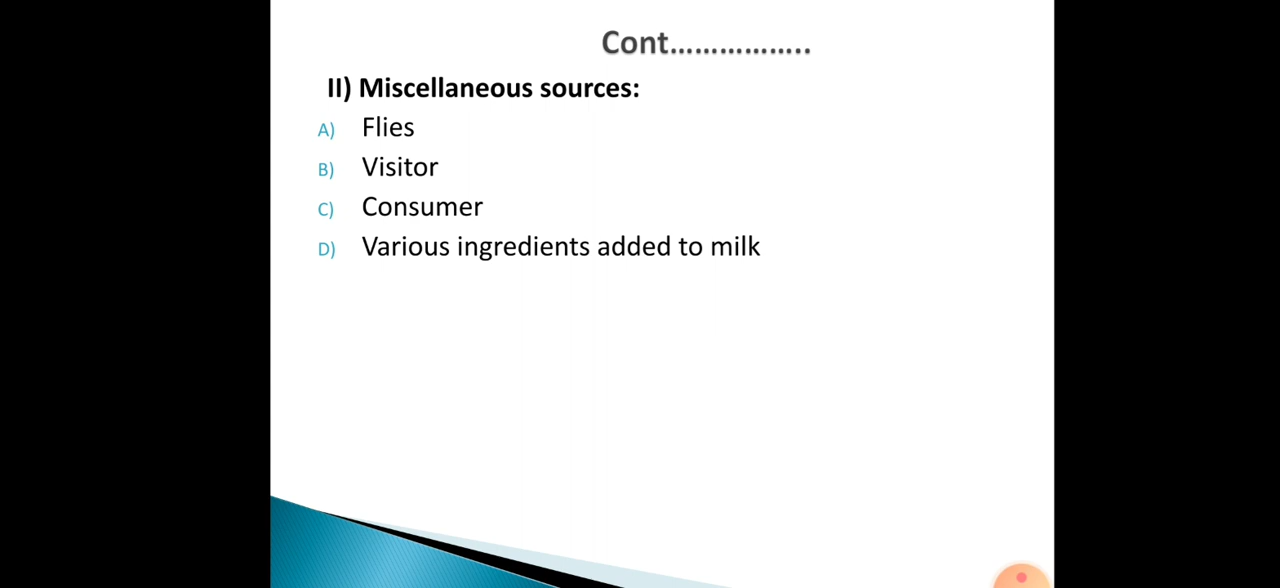 Cont……………..
II) Miscellaneous sources:
A) Flies
B) Visitor
C) Consumer
D) Various ingredients added to milk